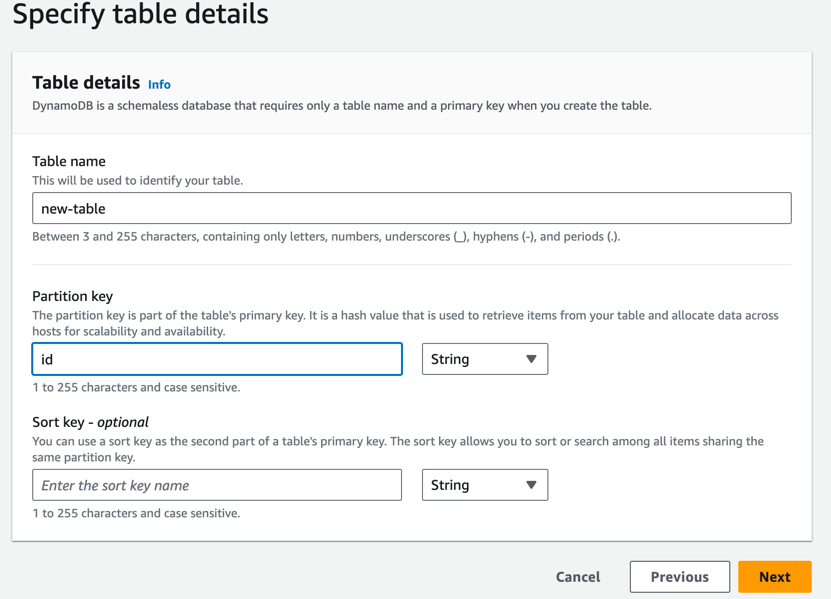 Specify table details
Table details Info
DynamoDB is a schemaless database that requires only a table name and a primary key when you create the table.
Table name
This will be used to identify your table.
new-table
Between 3 and 255 characters, containing only letters, numbers, underscores (_), hyphens (-), and periods (.).
Partition key
The partition key is part of the table's primary key. It is a hash value that is used to retrieve items from your table and allocate data across
hosts for scalability and availability.
id
String
1 to 255 characters and case sensitive.
Sort key - optional
You can use a sort key as the second part of a table's primary key. The sort key allows you to sort or search among all items sharing the
same partition key.
Enter the sort key name
String
1 to 255 characters and case sensitive.
Cancel
Previous
Next